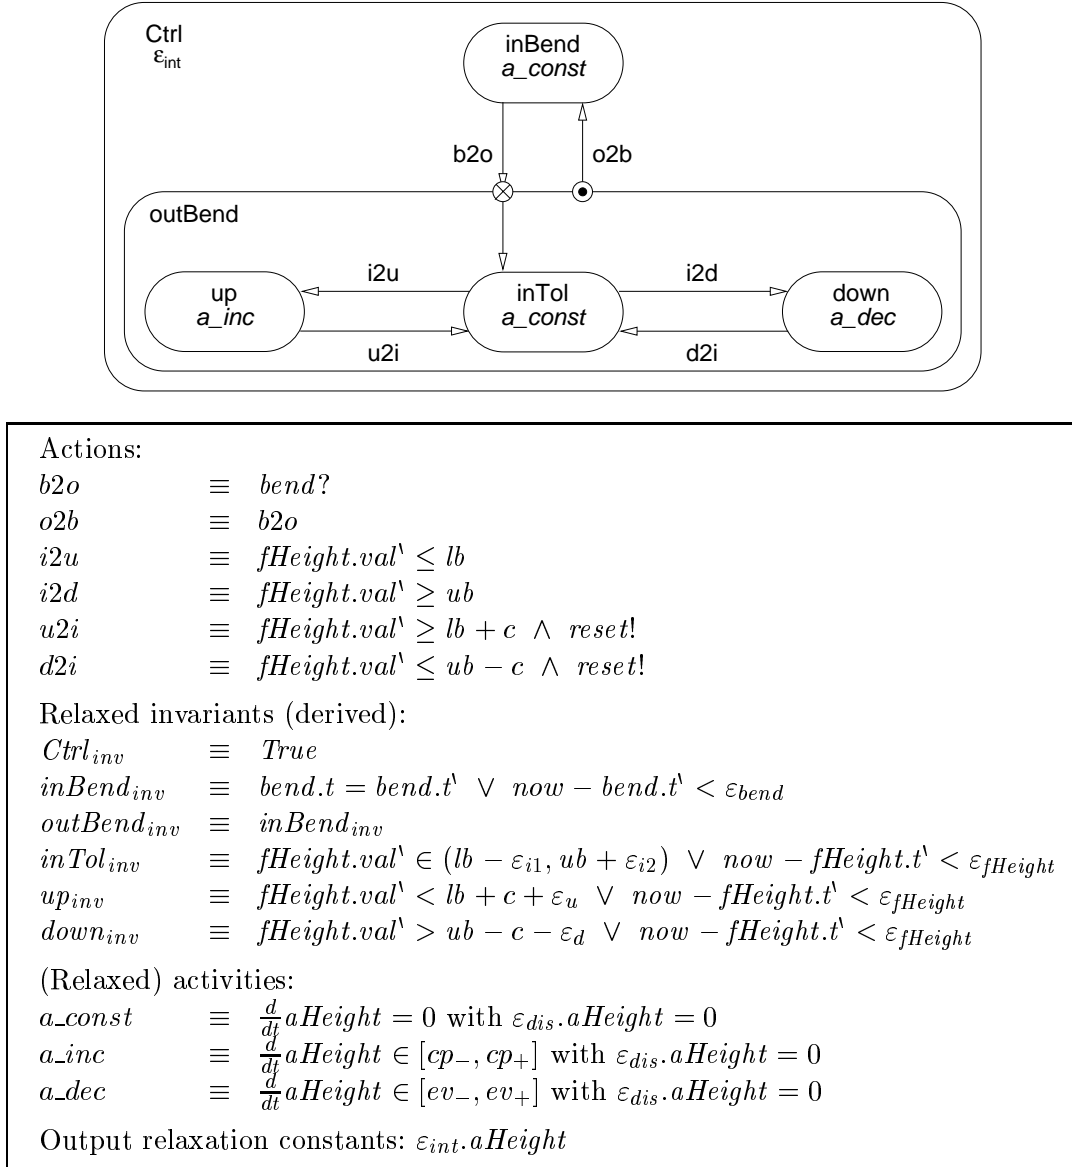 Ctrl
ε_int
inBend
a_const
b2o
o2b
outBend
i2u
i2d
up
a_inc
inTol
a_const
down
a_dec
u2i
d2i
Actions:
b2o ≡ bend?
o2b ≡ b2o
i2u ≡ fHeight.val‵ ≤ lb
i2d ≡ fHeight.val‵ ≥ ub
u2i ≡ fHeight.val‵ ≥ lb + c ∧ reset!
d2i ≡ fHeight.val‵ ≤ ub − c ∧ reset!
Relaxed invariants (derived):
Ctrl_inv ≡ True
inBend_inv ≡ bend.t = bend.t‵ ∨ now − bend.t‵ < ε_bend
outBend_inv ≡ inBend_inv
inTol_inv ≡ fHeight.val‵ ∈ (lb − ε_i1, ub + ε_i2) ∨ now − fHeight.t‵ < ε_fHeight
up_inv ≡ fHeight.val‵ < lb + c + ε_u ∨ now − fHeight.t‵ < ε_fHeight
down_inv ≡ fHeight.val‵ > ub − c − ε_d ∨ now − fHeight.t‵ < ε_fHeight
(Relaxed) activities:
a_const ≡ d/dt aHeight = 0 with ε_dis.aHeight = 0
a_inc ≡ d/dt aHeight ∈ [cp₋, cp₊] with ε_dis.aHeight = 0
a_dec ≡ d/dt aHeight ∈ [ev₋, ev₊] with ε_dis.aHeight = 0
Output relaxation constants: ε_int.aHeight